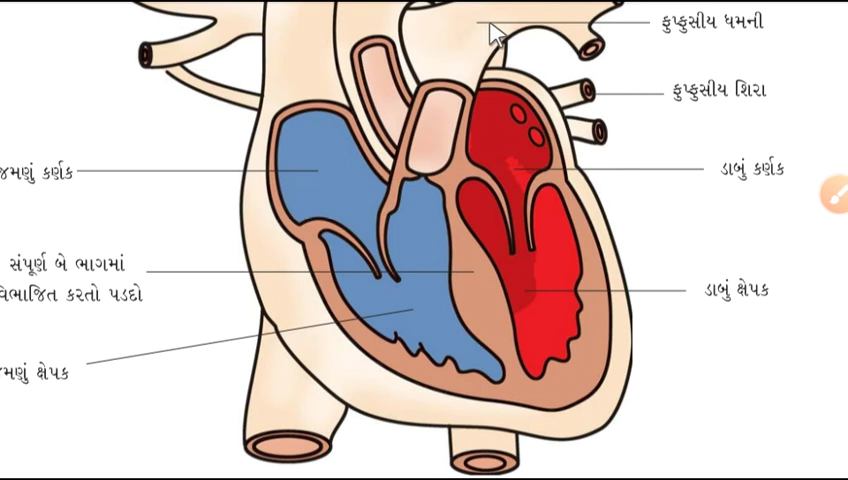 ફુપ્ફુસીય ધમની
ફુપ્ફુસીય શિરા
જમણું કર્ણક
ડાબું કર્ણક
સંપૂર્ણ બે ભાગમાં
વિભાજિત કરતો પડદો
ડાબું ક્ષેપક
જમણું ક્ષેપક